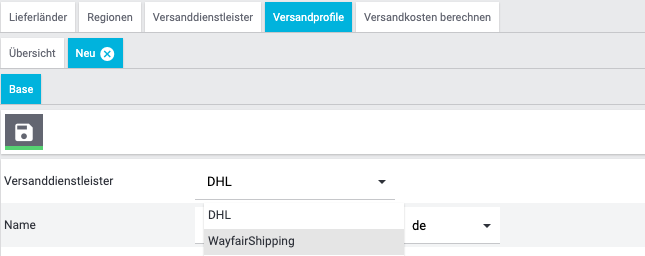 Lieferländer Regionen Versanddienstleister Versandprofile Versandkosten berechnen
Übersicht Neu
Base
Versanddienstleister DHL
DHL
Name de
WayfairShipping